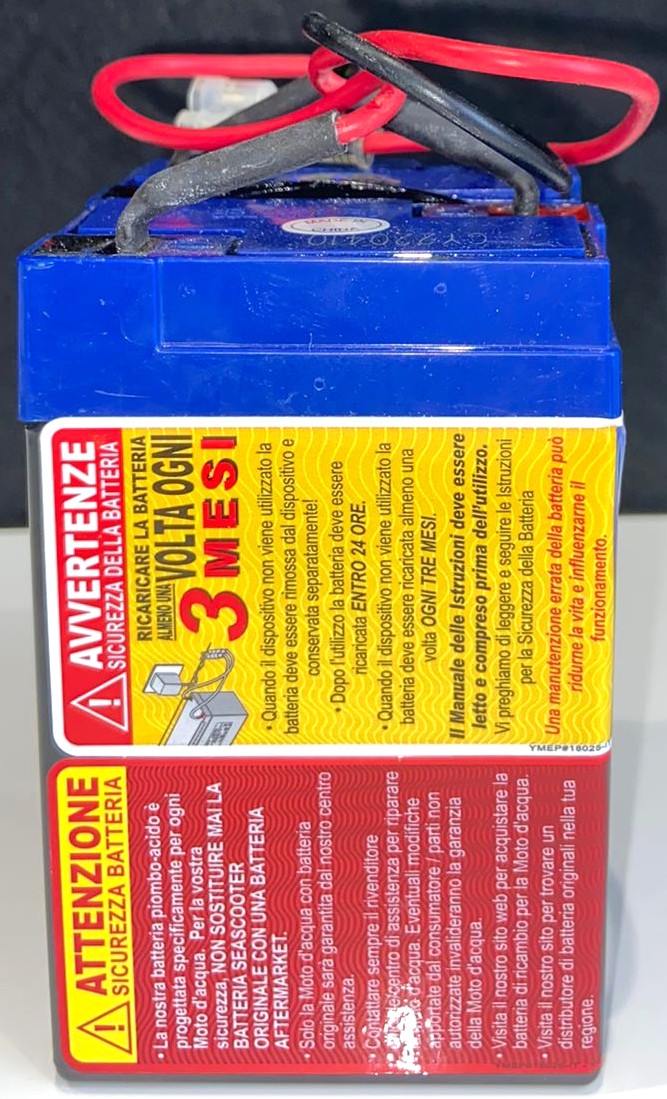 MADE IN
CHINA
AVVERTENZE
SICUREZZA DELLA BATTERIA
RICARICARE LA BATTERIA
ALMENO UNA VOLTA OGNI
3 MESI
• Quando il dispositivo non viene utilizzato la
batteria deve essere rimossa dal dispositivo e
conservata separatamente!
• Dopo l'utilizzo la batteria deve essere
ricaricata ENTRO 24 ORE.
• Quando il dispositivo non viene utilizzato la
batteria deve essere ricaricata almeno una
volta OGNI TRE MESI.
Il Manuale delle Istruzioni deve essere
letto e compreso prima dell'utilizzo.
Vi preghiamo di leggere e seguire le Istruzioni
per la Sicurezza della Batteria
Una manutenzione errata della batteria può
ridurne la vita e influenzarne il
funzionamento.
YMEP#18025-IT
ATTENZIONE
SICUREZZA BATTERIA
• La nostra batteria piombo-acido è
progettata specificamente per ogni
Moto d'acqua. Per la vostra
sicurezza, NON SOSTITUIRE MAI LA
BATTERIA SEASCOOTER
ORIGINALE CON UNA BATTERIA
AFTERMARKET.
• Solo la Moto d'acqua con batteria
originale sarà garantita dal nostro centro
assistenza.
• Contattare sempre il rivenditore
centro di assistenza per riparare
d'acqua. Eventuali modifiche
apportate dal consumatore / parti non
autorizzate invalideranno la garanzia
della Moto d'acqua.
• Visita il nostro sito web per acquistare la
batteria di ricambio per la Moto d'acqua.
• Visita il nostro sito per trovare un
distributore di batteria originali nella tua
regione.